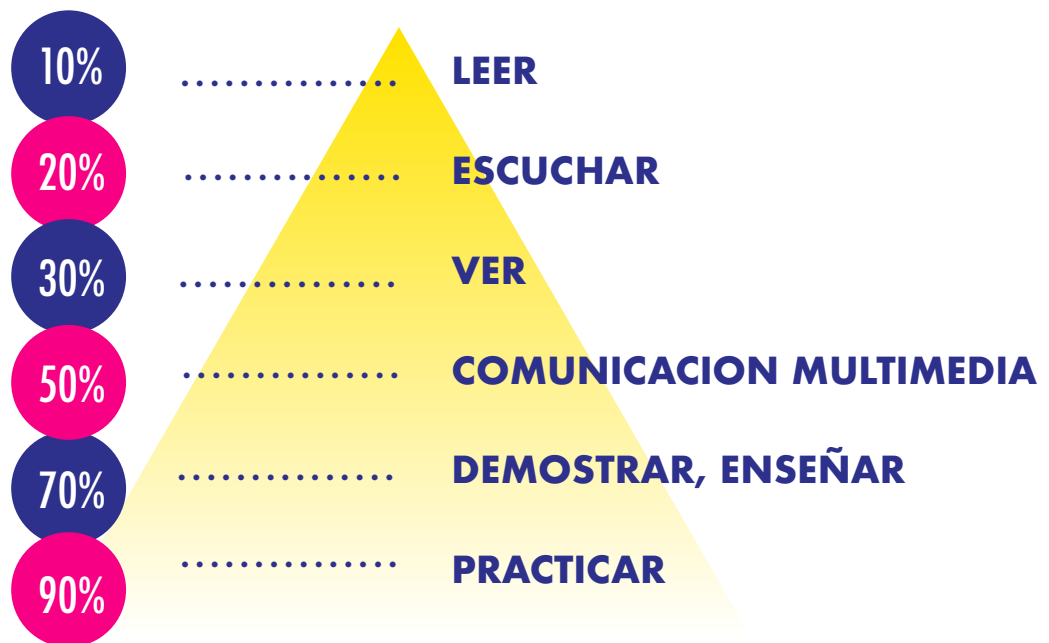 10% LEER
20% ESCUCHAR
30% VER
50% COMUNICACION MULTIMEDIA
70% DEMOSTRAR, ENSEÑAR
90% PRACTICAR